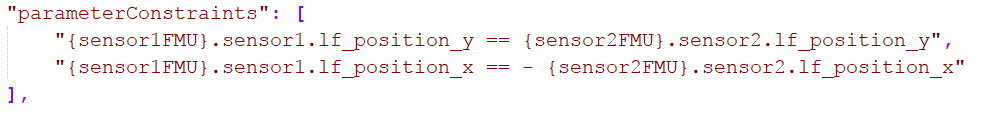 "parameterConstraints": [
"{sensor1FMU}.sensor1.lf_position_y == {sensor2FMU}.sensor2.lf_position_y",
"{sensor1FMU}.sensor1.lf_position_x == - {sensor2FMU}.sensor2.lf_position_x"
],